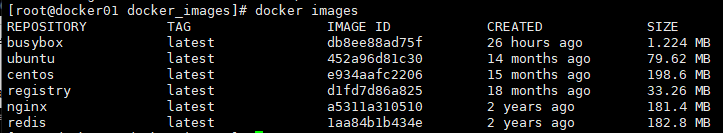 [root@docker01 docker_images]# docker images
REPOSITORY TAG IMAGE ID CREATED SIZE
busybox latest db8ee88ad75f 26 hours ago 1.224 MB
ubuntu latest 452a96d81c30 14 months ago 79.62 MB
centos latest e934aafc2206 15 months ago 198.6 MB
registry latest d1fd7d86a825 18 months ago 33.26 MB
nginx latest a5311a310510 2 years ago 181.4 MB
redis latest 1aa84b1b434e 2 years ago 182.8 MB